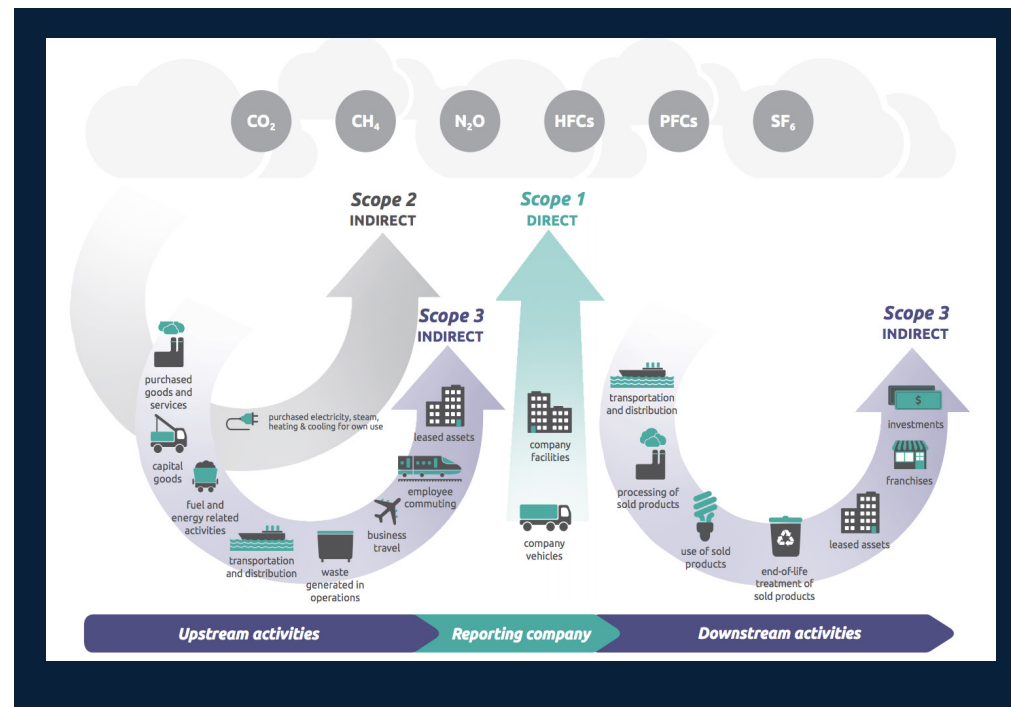 CO₂
CH₄
N₂O
HFCs
PFCs
SF₆
Scope 2
INDIRECT
Scope 1
DIRECT
Scope 3
INDIRECT
Scope 3
INDIRECT
purchased
goods and
services
capital
goods
fuel and
energy related
activities
transportation
and distribution
waste
generated in
operations
business
travel
employee
commuting
leased assets
purchased electricity, steam,
heating & cooling for own use
company
facilities
company
vehicles
transportation
and distribution
processing of
sold products
use of sold
products
end-of-life
treatment of
sold products
leased assets
franchises
investments
$
Upstream activities
Reporting company
Downstream activities